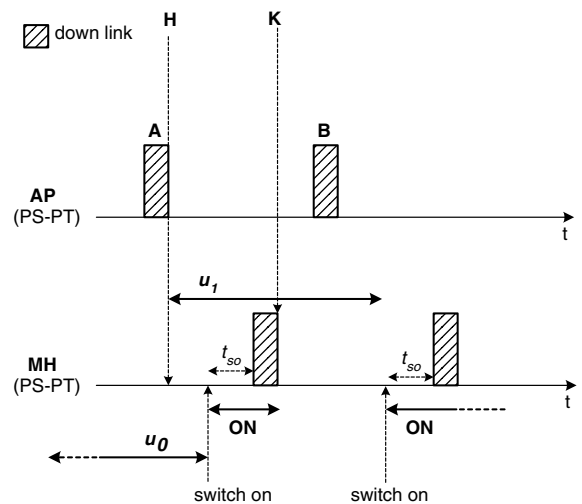 H
K
down link
A
B
AP
(PS-PT)
t
u1
tso
tso
MH
(PS-PT)
t
ON
ON
u0
switch on
switch on